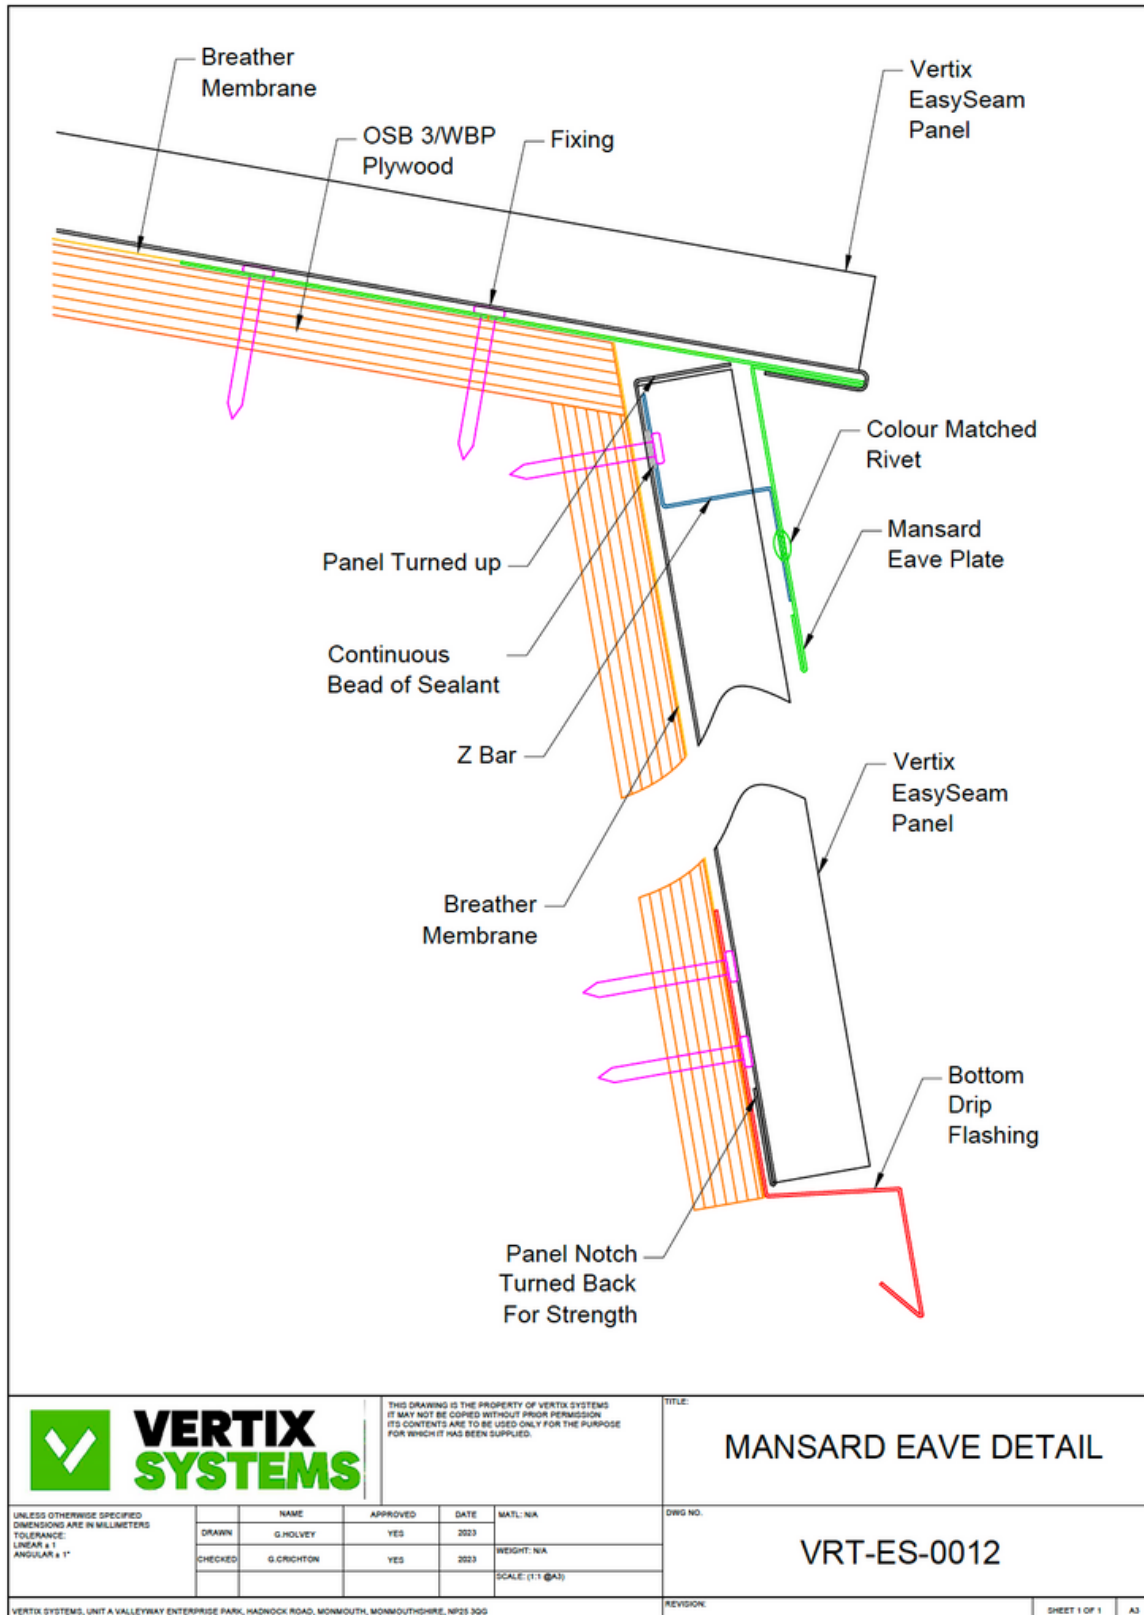 Breather
Membrane
OSB 3/WBP
Plywood
Fixing
Vertix
EasySeam
Panel
Colour Matched
Rivet
Mansard
Eave Plate
Panel Turned up
Continuous
Bead of Sealant
Z Bar
Vertix
EasySeam
Panel
Breather
Membrane
Bottom
Drip
Flashing
Panel Notch
Turned Back
For Strength
VERTIX
SYSTEMS
THIS DRAWING IS THE PROPERTY OF VERTIX SYSTEMS
IT MAY NOT BE COPIED WITHOUT PRIOR PERMISSION
ITS CONTENTS ARE TO BE USED ONLY FOR THE PURPOSE
FOR WHICH IT HAS BEEN SUPPLIED.
TITLE:
MANSARD EAVE DETAIL
UNLESS OTHERWISE SPECIFIED
DIMENSIONS ARE IN MILLIMETERS
TOLERANCE:
LINEAR ± 1
ANGULAR ± 1°
NAME APPROVED DATE
DRAWN G.HOLVEY YES 2023
CHECKED G.CRICHTON YES 2023
MATL: N/A
WEIGHT: N/A
SCALE: (1:1 @A3)
DWG NO.
VRT-ES-0012
VERTIX SYSTEMS, UNIT A VALLEYWAY ENTERPRISE PARK, HADNOCK ROAD, MONMOUTH, MONMOUTHSHIRE, NP25 3QG
REVISION:
SHEET 1 OF 1
A3